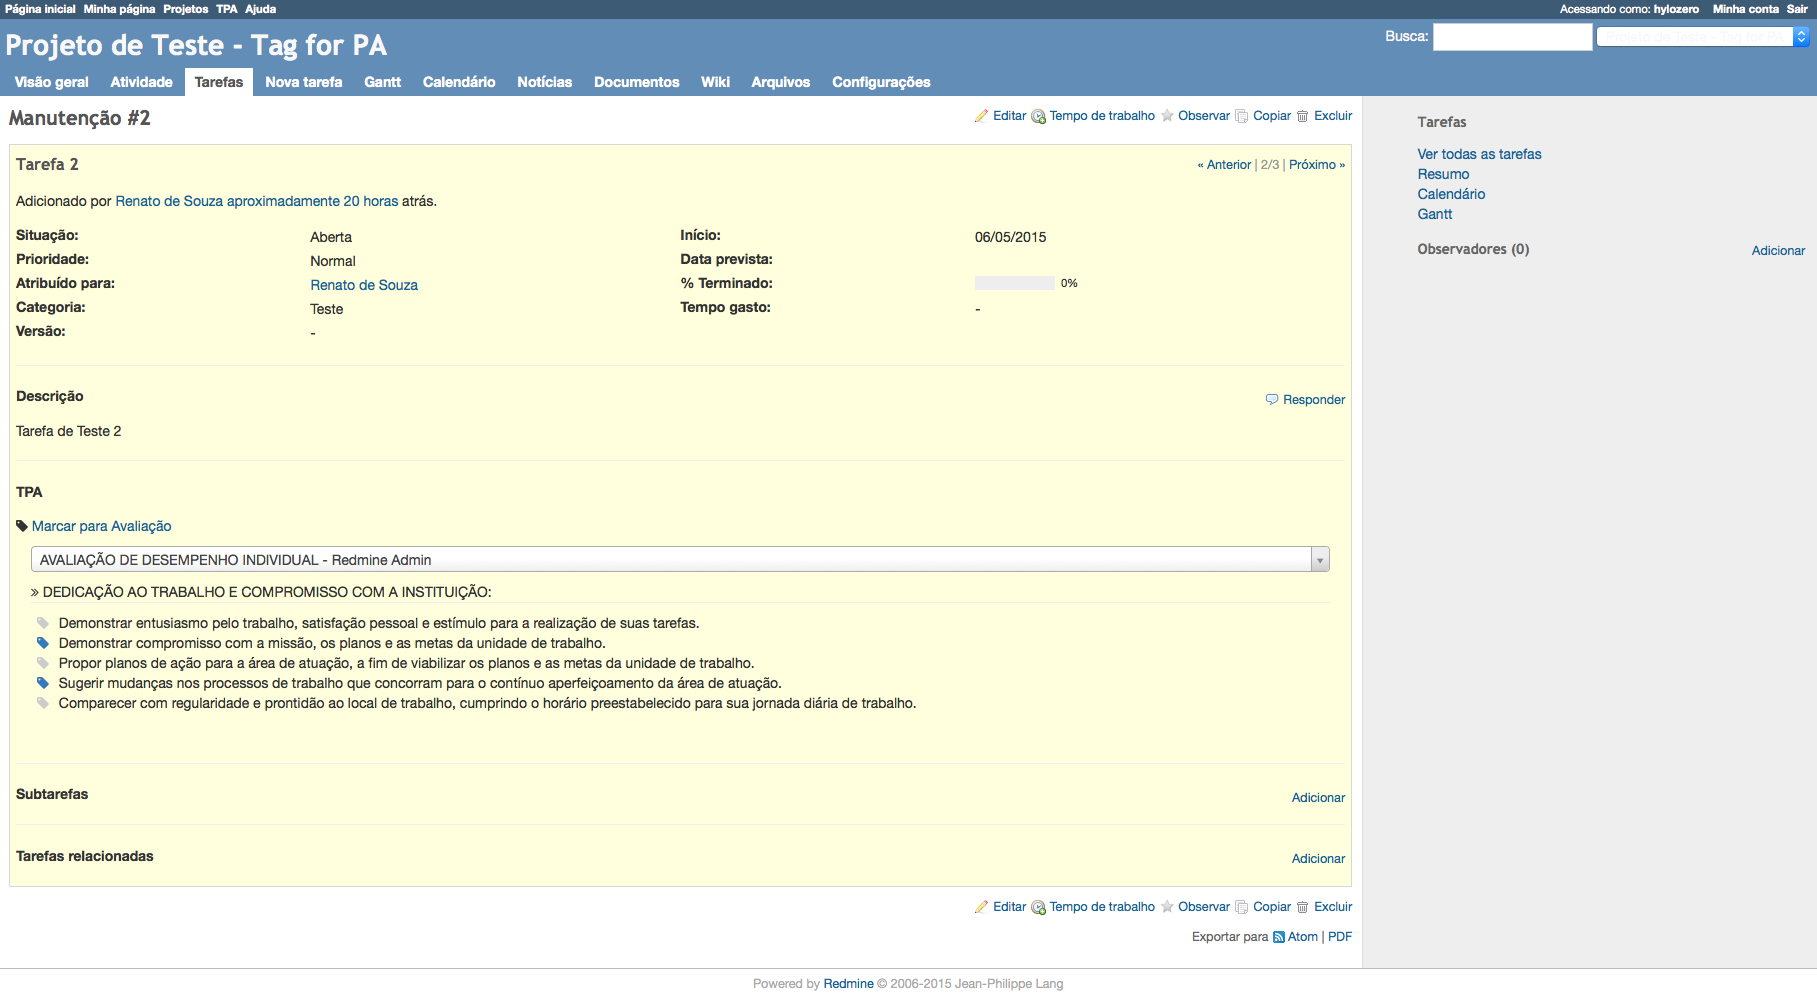 Página inicial Minha página Projetos TPA Ajuda
Acessando como: hylozero Minha conta Sair
Projeto de Teste - Tag for PA
Busca: Projeto de Teste - Tag for PA
Visão geral Atividade Tarefas Nova tarefa Gantt Calendário Notícias Documentos Wiki Arquivos Configurações
Manutenção #2
Editar Tempo de trabalho Observar Copiar Excluir
Tarefa 2
« Anterior | 2/3 | Próximo »
Adicionado por Renato de Souza aproximadamente 20 horas atrás.
Situação: Aberta Início: 06/05/2015
Prioridade: Normal Data prevista:
Atribuído para: Renato de Souza % Terminado: 0%
Categoria: Teste Tempo gasto: -
Versão: -
Descrição
Responder
Tarefa de Teste 2
TPA
Marcar para Avaliação
AVALIAÇÃO DE DESEMPENHO INDIVIDUAL - Redmine Admin
» DEDICAÇÃO AO TRABALHO E COMPROMISSO COM A INSTITUIÇÃO:
Demonstrar entusiasmo pelo trabalho, satisfação pessoal e estímulo para a realização de suas tarefas.
Demonstrar compromisso com a missão, os planos e as metas da unidade de trabalho.
Propor planos de ação para a área de atuação, a fim de viabilizar os planos e as metas da unidade de trabalho.
Sugerir mudanças nos processos de trabalho que concorram para o contínuo aperfeiçoamento da área de atuação.
Comparecer com regularidade e prontidão ao local de trabalho, cumprindo o horário preestabelecido para sua jornada diária de trabalho.
Subtarefas
Adicionar
Tarefas relacionadas
Adicionar
Editar Tempo de trabalho Observar Copiar Excluir
Exportar para Atom | PDF
Tarefas
Ver todas as tarefas
Resumo
Calendário
Gantt
Observadores (0)
Adicionar
Powered by Redmine © 2006-2015 Jean-Philippe Lang